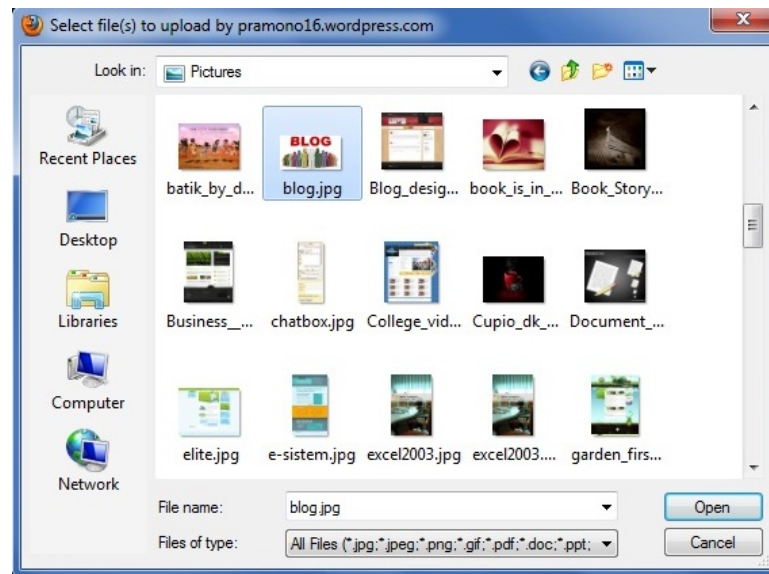 Select file(s) to upload by pramono16.wordpress.com
Look in:
Pictures
Recent Places
Desktop
Libraries
Computer
Network
BLOG
batik_by_d...
blog.jpg
Blog_desig...
book_is_in_...
Book_Story...
Business__...
chatbox.jpg
College_vid...
Cupio_dk_...
Document_...
elite.jpg
e-sistem.jpg
excel2003.jpg
excel2003....
garden_firs...
File name:
blog.jpg
Open
Files of type:
All Files (*.jpg;*.jpeg;*.png;*.gif;*.pdf;*.doc;*.ppt;
Cancel